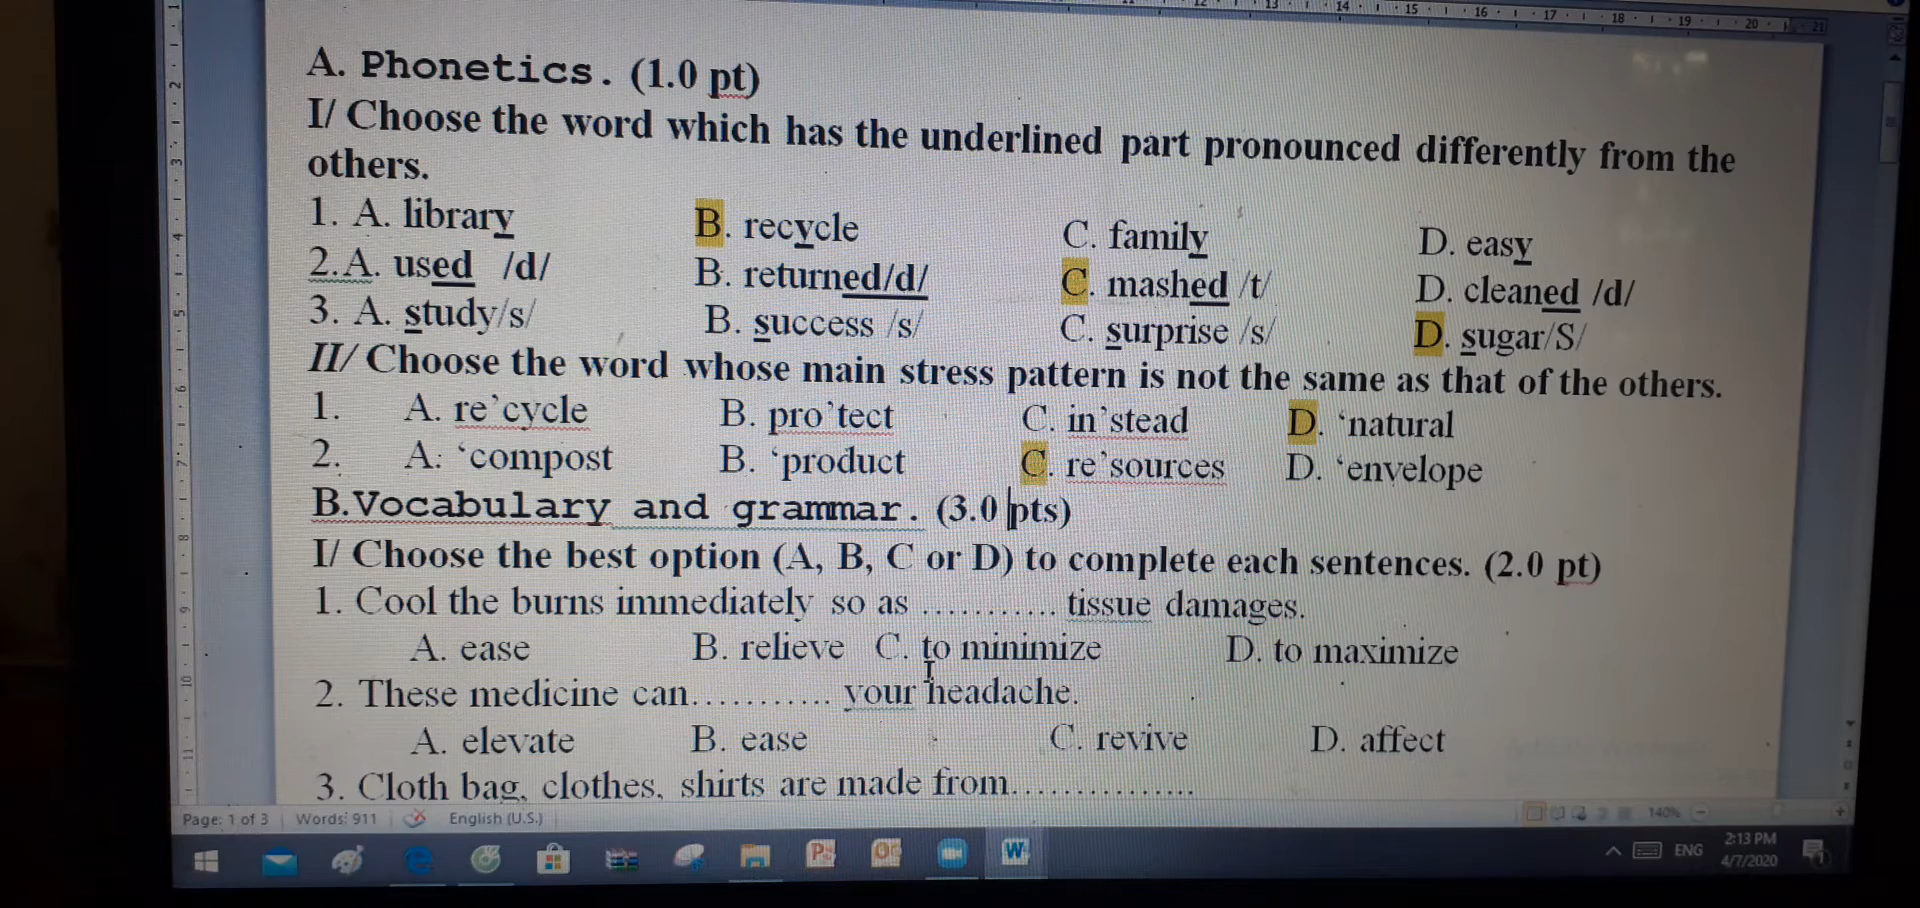 A. Phonetics. (1.0 pt)
I/ Choose the word which has the underlined part pronounced differently from the
others.
1. A. library B. recycle C. family D. easy
2.A. used /d/ B. returned/d/ C. mashed /t/ D. cleaned /d/
3. A. study/s/ B. success /s/ C. surprise /s/ D. sugar/S/
II/ Choose the word whose main stress pattern is not the same as that of the others.
1. A. re’cycle B. pro’tect C. in’stead D. ‘natural
2. A: ‘compost B. ‘product C. re’sources D. ‘envelope
B.Vocabulary and grammar. (3.0 pts)
I/ Choose the best option (A, B, C or D) to complete each sentences. (2.0 pt)
1. Cool the burns immediately so as ........... tissue damages.
A. ease B. relieve C. to minimize D. to maximize
2. These medicine can........... your headache.
A. elevate B. ease C. revive D. affect
3. Cloth bag, clothes, shirts are made from...............
Page: 1 of 3 Words: 911 English (U.S.) 140%
ENG 2:13 PM
4/7/2020